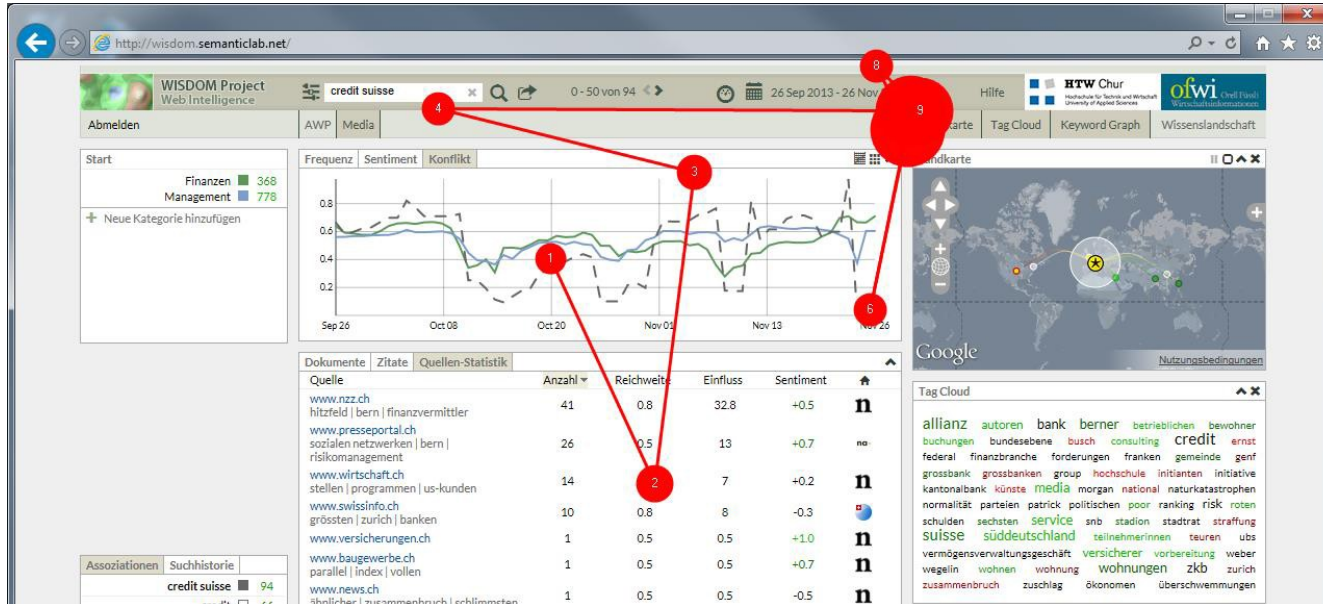 http://wisdom.semanticlab.net/
WISDOM Project
Web Intelligence
credit suisse
0 - 50 von 94
26 Sep 2013 - 26 Nov
Hilfe
HTW Chur
Hochschule für Technik und Wirtschaft
University of Applied Sciences
ofwi Orell Füssli
Wirtschaftsinformationen
Abmelden
AWP Media
Tag Cloud Keyword Graph Wissenslandschaft
Start
Finanzen 368
Management 778
+ Neue Kategorie hinzufügen
Frequenz Sentiment Konflikt
0.8
0.6
0.4
0.2
Sep 26 Oct 08 Oct 20 Nov 01 Nov 13 Nov 26
1
2
3
4
6
8
9
Google
Nutzungsbedingungen
Dokumente Zitate Quellen-Statistik
Quelle Anzahl Reichweite Einfluss Sentiment
www.nzz.ch 41 0.8 32.8 +0.5 n
hitzfeld | bern | finanzvermittler
www.presseportal.ch 26 0.5 13 +0.7 na
sozialen netzwerken | bern |
risikomanagement
www.wirtschaft.ch 14 7 +0.2 n
stellen | programmen | us-kunden
www.swissinfo.ch 10 0.8 8 -0.3
grössten | zurich | banken
www.versicherungen.ch 1 0.5 0.5 +1.0 n
www.baugewerbe.ch 1 0.5 0.5 +0.7 n
parallel | index | vollen
www.news.ch 1 0.5 0.5 -0.5 n
ähnlicher | zusammenbruch | schlimmsten
Tag Cloud
allianz autoren bank berner betrieblichen bewohner
buchungen bundesebene busch consulting credit ernst
federal finanzbranche forderungen franken gemeinde genf
grossbank grossbanken group hochschule initianten initiative
kantonalbank künste media morgan national naturkatastrophen
normalität parteien patrick politischen poor ranking risk roten
schulden sechsten service snb stadion stadtrat straffung
suisse süddeutschland teilnehmerinnen teuren ubs
vermögensverwaltungsgeschäft versicherer vorbereitung weber
wegelin wohnen wohnung wohnungen zkb zurich
zusammenbruch zuschlag ökonomen überschwemmungen
Assoziationen Suchhistorie
credit suisse 94